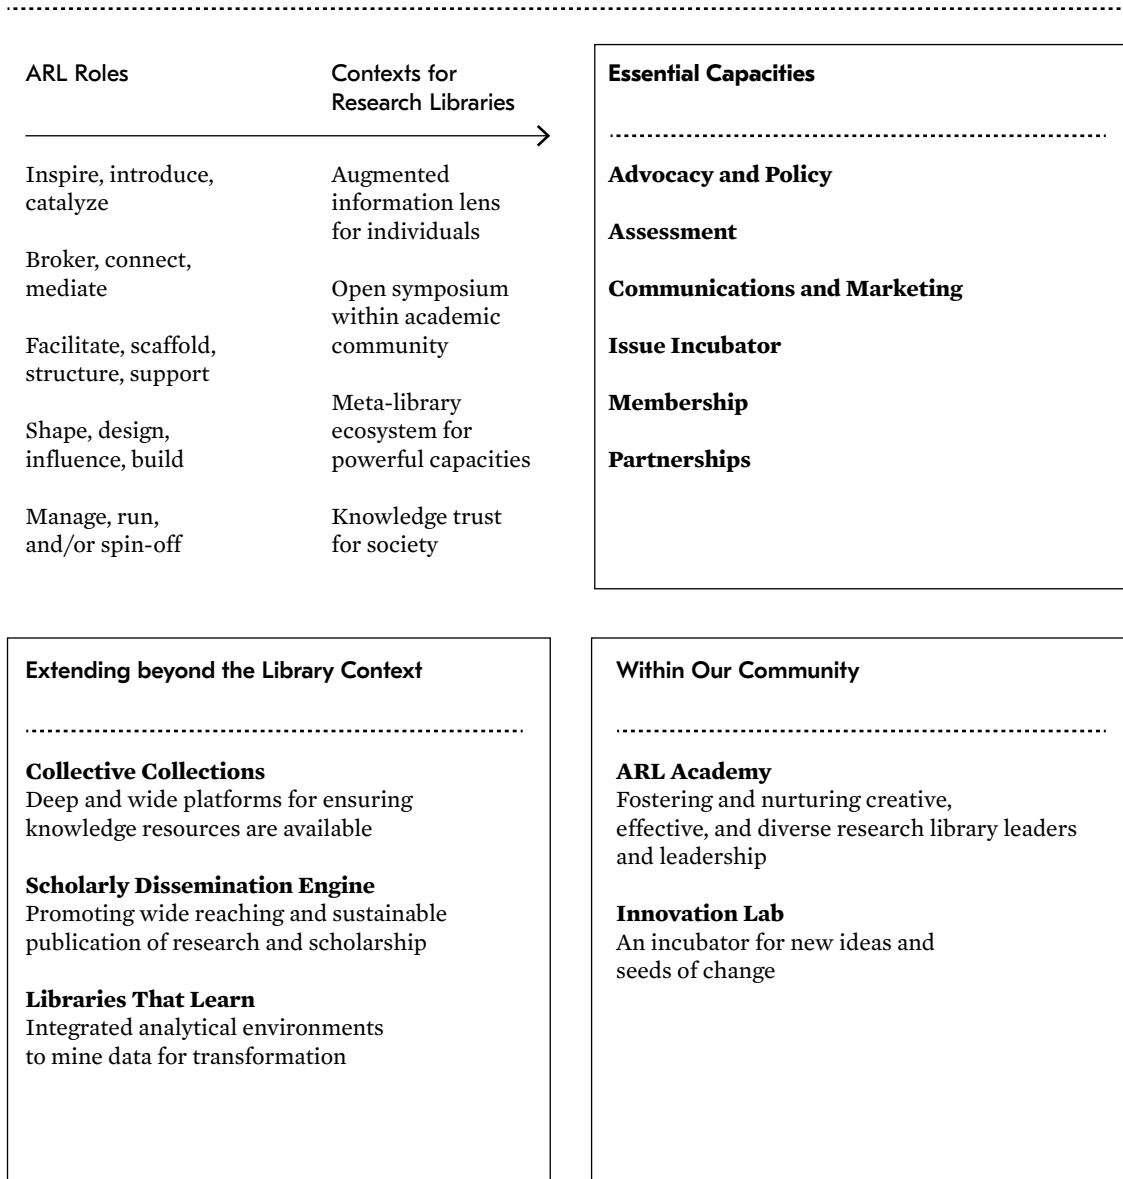 ARL Roles
Inspire, introduce,
catalyze
Broker, connect,
mediate
Facilitate, scaffold,
structure, support
Shape, design,
influence, build
Manage, run,
and/or spin-off
Contexts for
Research Libraries
Augmented
information lens
for individuals
Open symposium
within academic
community
Meta-library
ecosystem for
powerful capacities
Knowledge trust
for society
Essential Capacities
Advocacy and Policy
Assessment
Communications and Marketing
Issue Incubator
Membership
Partnerships
Extending beyond the Library Context
Collective Collections
Deep and wide platforms for ensuring
knowledge resources are available
Scholarly Dissemination Engine
Promoting wide reaching and sustainable
publication of research and scholarship
Libraries That Learn
Integrated analytical environments
to mine data for transformation
Within Our Community
ARL Academy
Fostering and nurturing creative,
effective, and diverse research library leaders
and leadership
Innovation Lab
An incubator for new ideas and
seeds of change